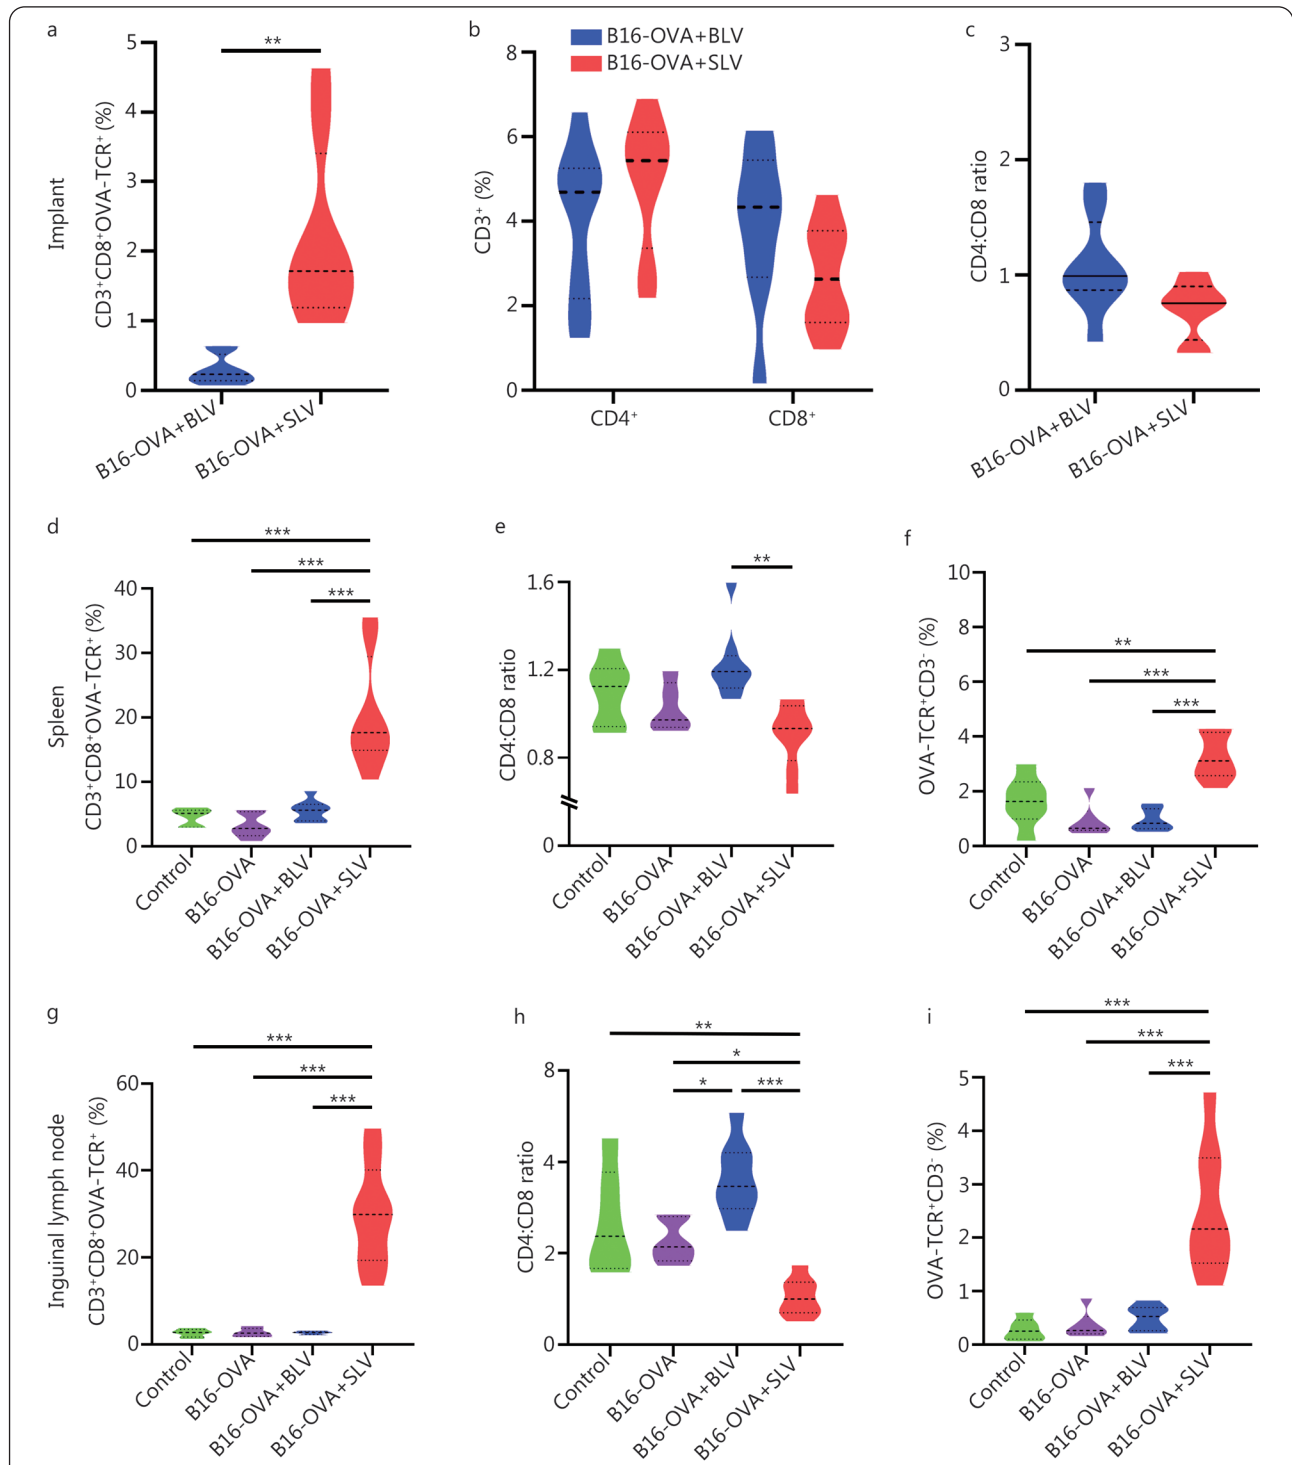 a
**
5
4
3
2
1
0
CD3⁺CD8⁺OVA-TCR⁺ (%)
Implant
B16-OVA+BLV
B16-OVA+SLV
b
B16-OVA+BLV
B16-OVA+SLV
8
6
4
2
0
CD3⁺ (%)
CD4⁺
CD8⁺
c
3
2
1
0
CD4:CD8 ratio
B16-OVA+BLV
B16-OVA+SLV
d
***
***
***
40
30
20
10
0
CD3⁺CD8⁺OVA-TCR⁺ (%)
Spleen
Control
B16-OVA
B16-OVA+BLV
B16-OVA+SLV
e
**
1.6
1.2
0.8
0
CD4:CD8 ratio
Control
B16-OVA
B16-OVA+BLV
B16-OVA+SLV
f
**
***
***
10
8
6
4
2
0
OVA-TCR⁺CD3⁻ (%)
Control
B16-OVA
B16-OVA+BLV
B16-OVA+SLV
g
***
***
***
60
40
20
0
CD3⁺CD8⁺OVA-TCR⁺ (%)
Inguinal lymph node
Control
B16-OVA
B16-OVA+BLV
B16-OVA+SLV
h
**
*
*
***
8
4
2
0
CD4:CD8 ratio
Control
B16-OVA
B16-OVA+BLV
B16-OVA+SLV
i
***
***
***
5
4
3
2
1
0
OVA-TCR⁺CD3⁻ (%)
Control
B16-OVA
B16-OVA+BLV
B16-OVA+SLV